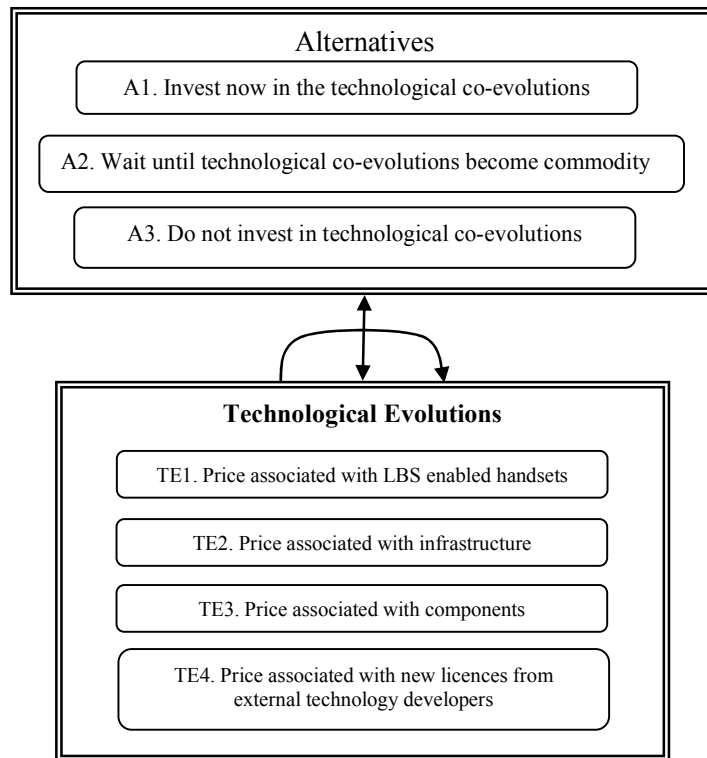 Alternatives
A1. Invest now in the technological co-evolutions
A2. Wait until technological co-evolutions become commodity
A3. Do not invest in technological co-evolutions
Technological Evolutions
TE1. Price associated with LBS enabled handsets
TE2. Price associated with infrastructure
TE3. Price associated with components
TE4. Price associated with new licences from
external technology developers